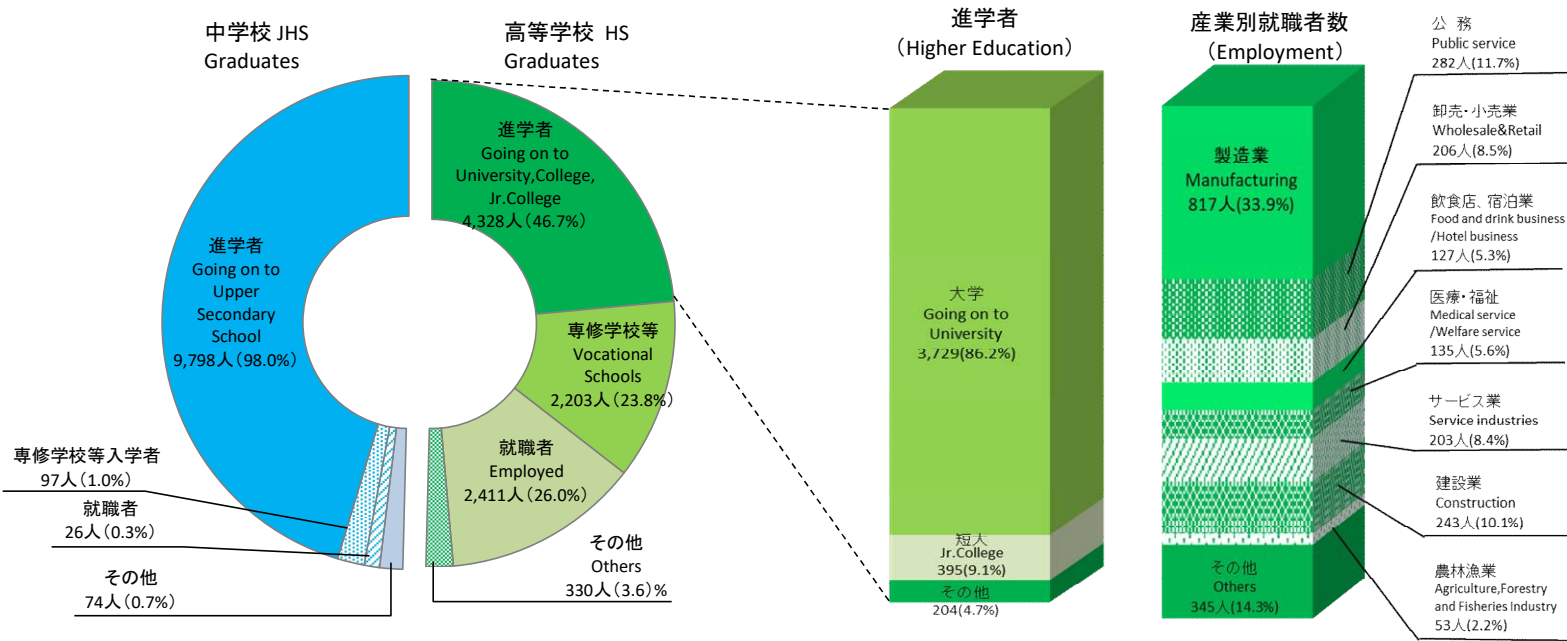 中学校 JHS
Graduates
高等学校 HS
Graduates
進学者
Going on to
Upper
Secondary
School
9,798人(98.0%)
専修学校等入学者
97人(1.0%)
就職者
26人(0.3%)
その他
74人(0.7%)
進学者
Going on to
University,College,
Jr.College
4,328人(46.7%)
専修学校等
Vocational
Schools
2,203人(23.8%)
就職者
Employed
2,411人(26.0%)
その他
Others
330人(3.6)%
進学者
(Higher Education)
大学
Going on to
University
3,729(86.2%)
短大
Jr.College
395(9.1%)
その他
204(4.7%)
産業別就職者数
(Employment)
製造業
Manufacturing
817人(33.9%)
その他
Others
345人(14.3%)
公 務
Public service
282人(11.7%)
卸売・小売業
Wholesale&Retail
206人(8.5%)
飲食店、宿泊業
Food and drink business
/Hotel business
127人(5.3%)
医療・福祉
Medical service
/Welfare service
135人(5.6%)
サービス業
Service industries
203人(8.4%)
建設業
Construction
243人(10.1%)
農林漁業
Agriculture,Forestry
and Fisheries Industry
53人(2.2%)